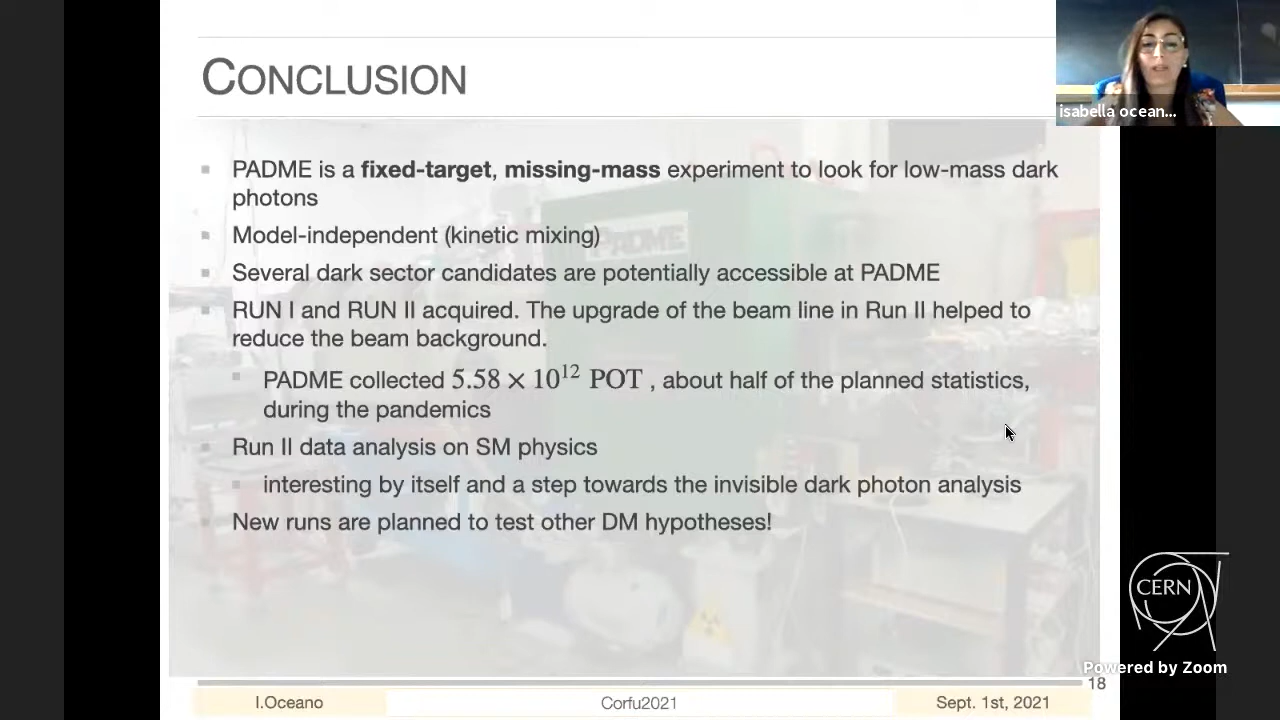 CONCLUSION
isabella ocean...
PADME is a fixed-target, missing-mass experiment to look for low-mass dark
photons
Model-independent (kinetic mixing)
Several dark sector candidates are potentially accessible at PADME
RUN I and RUN II acquired. The upgrade of the beam line in Run II helped to
reduce the beam background.
PADME collected 5.58 × 10¹² POT , about half of the planned statistics,
during the pandemics
Run II data analysis on SM physics
interesting by itself and a step towards the invisible dark photon analysis
New runs are planned to test other DM hypotheses!
PADME
CERN
Powered by Zoom
18
I.Oceano
Corfu2021
Sept. 1st, 2021